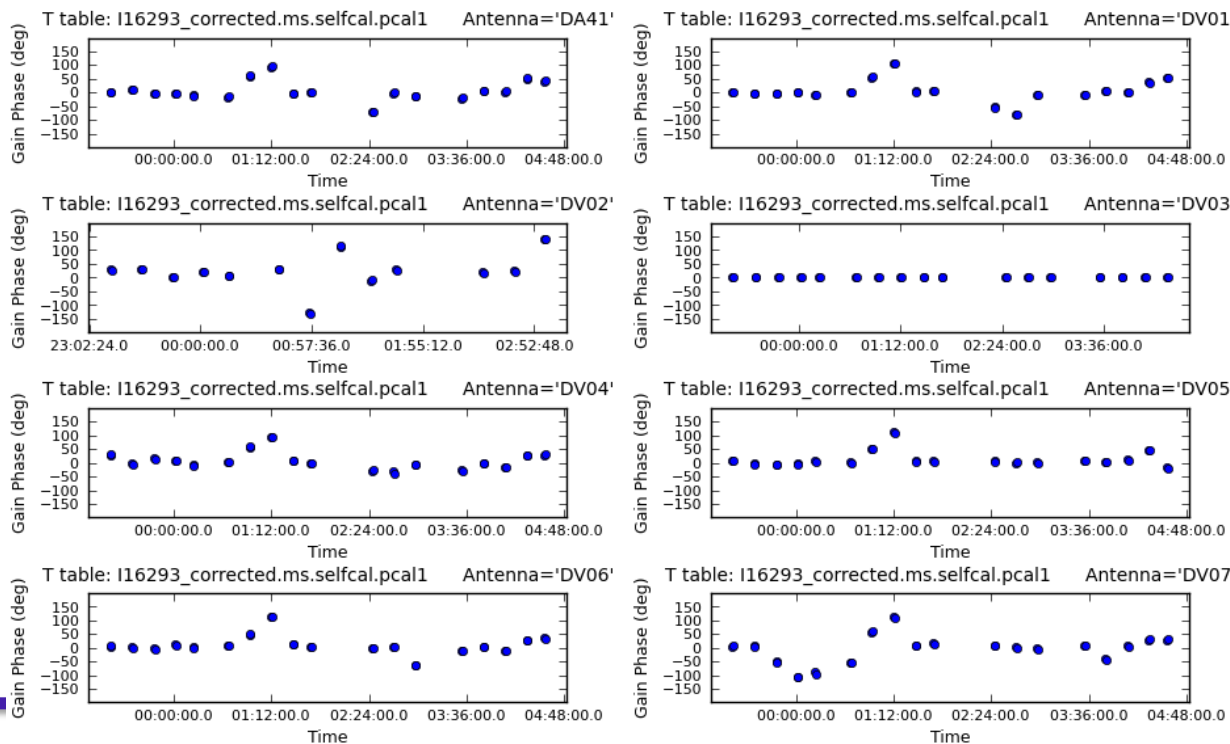 T table: I16293_corrected.ms.selfcal.pcal1 Antenna='DA41'
Gain Phase (deg)
150
100
50
0
−50
−100
−150
00:00:00.0 01:12:00.0 02:24:00.0 03:36:00.0 04:48:00.0
Time
T table: I16293_corrected.ms.selfcal.pcal1 Antenna='DV01
Gain Phase (deg)
150
100
50
0
−50
−100
−150
00:00:00.0 01:12:00.0 02:24:00.0 03:36:00.0 04:48:00.0
Time
T table: I16293_corrected.ms.selfcal.pcal1 Antenna='DV02'
Gain Phase (deg)
150
100
50
0
−50
−100
−150
23:02:24.0 00:00:00.0 00:57:36.0 01:55:12.0 02:52:48.0
Time
T table: I16293_corrected.ms.selfcal.pcal1 Antenna='DV03
Gain Phase (deg)
150
100
50
0
−50
−100
−150
00:00:00.0 01:12:00.0 02:24:00.0 03:36:00.0
Time
T table: I16293_corrected.ms.selfcal.pcal1 Antenna='DV04'
Gain Phase (deg)
150
100
50
0
−50
−100
−150
00:00:00.0 01:12:00.0 02:24:00.0 03:36:00.0 04:48:00.0
Time
T table: I16293_corrected.ms.selfcal.pcal1 Antenna='DV05
Gain Phase (deg)
150
100
50
0
−50
−100
−150
00:00:00.0 01:12:00.0 02:24:00.0 03:36:00.0 04:48:00.0
Time
T table: I16293_corrected.ms.selfcal.pcal1 Antenna='DV06'
Gain Phase (deg)
150
100
50
0
−50
−100
−150
00:00:00.0 01:12:00.0 02:24:00.0 03:36:00.0 04:48:00.0
Time
T table: I16293_corrected.ms.selfcal.pcal1 Antenna='DV07
Gain Phase (deg)
150
100
50
0
−50
−100
−150
00:00:00.0 01:12:00.0 02:24:00.0 03:36:00.0 04:48:00.0
Time